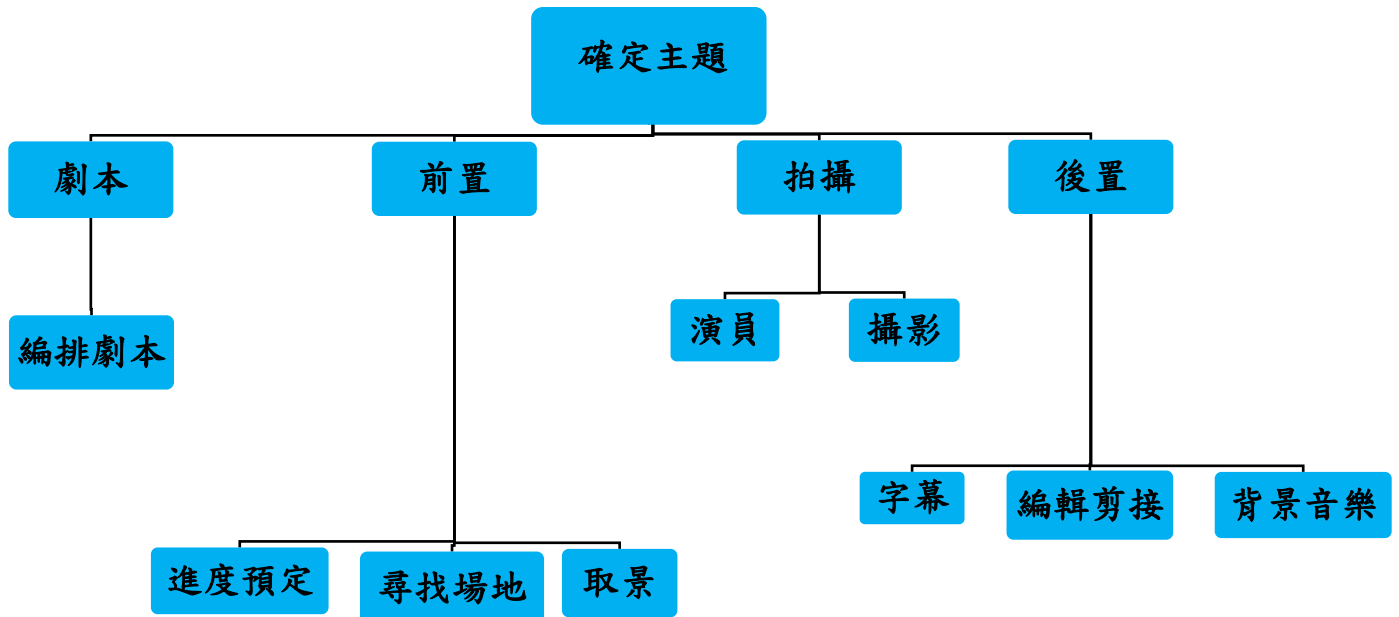 確定主題
劇本
前置
拍攝
後置
編排劇本
演員
攝影
字幕
編輯剪接
背景音樂
進度預定
尋找場地
取景